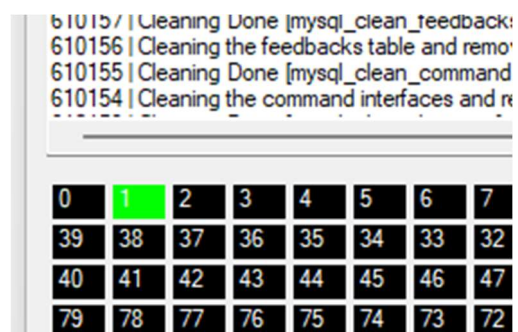 610157 | Cleaning Done [mysql_clean_feedbacks
610156 | Cleaning the feedbacks table and remov
610155 | Cleaning Done [mysql_clean_command
610154 | Cleaning the command interfaces and re
0 1 2 3 4 5 6 7
39 38 37 36 35 34 33 32
40 41 42 43 44 45 46 47
79 78 77 76 75 74 73 72